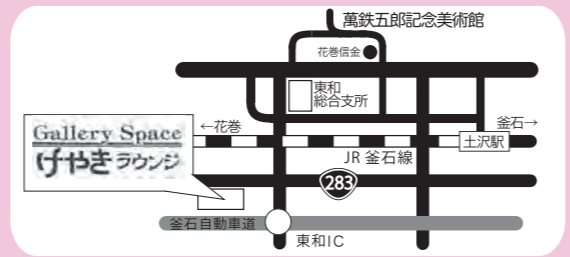 萬鉄五郎記念美術館
花巻信金
東和
総合支所
←花巻
釜石→
Gallery Space
げやきラウンジ
土沢駅
JR 釜石線
283
釜石自動車道
東和IC